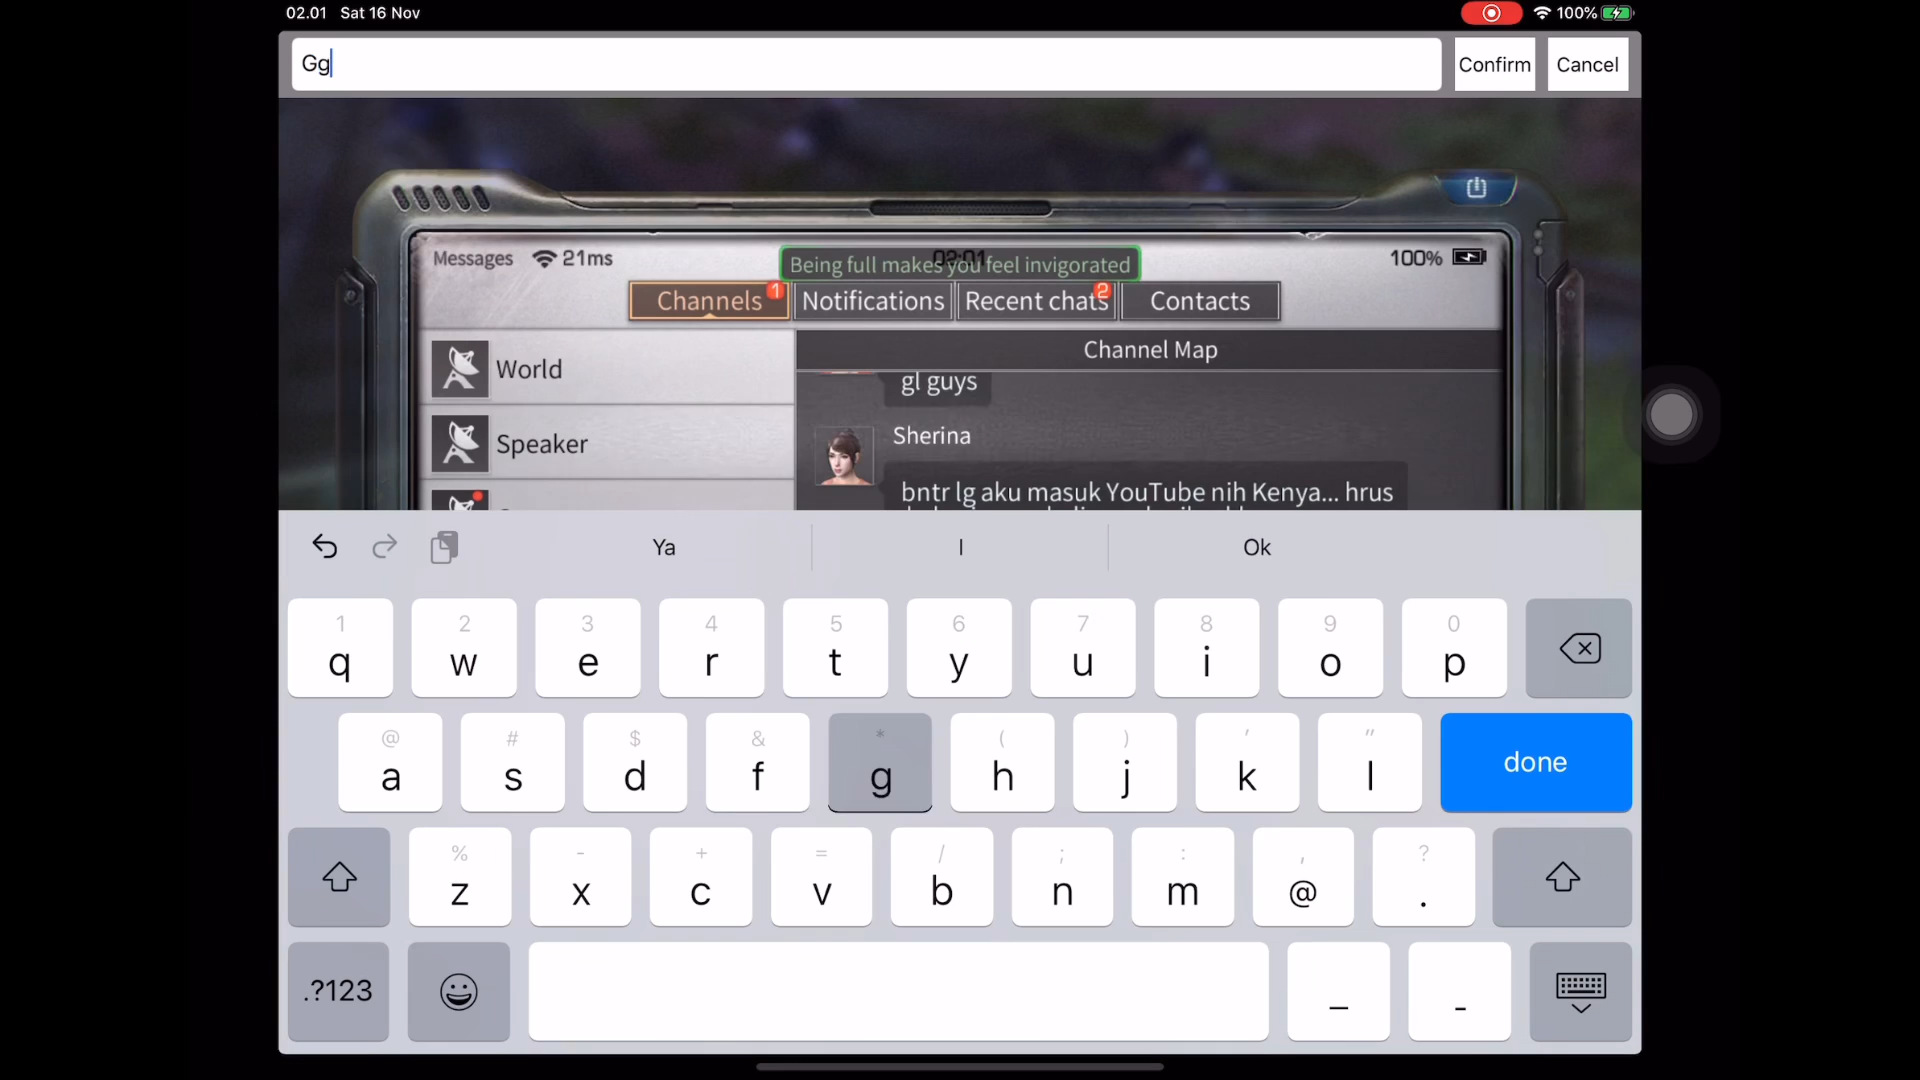 02.01 Sat 16 Nov 100%
Gg Confirm Cancel
Messages 21ms 02:01 100%
Being full makes you feel invigorated
Channels 1 Notifications Recent chats 2 Contacts
World
Speaker
Channel Map
gl guys
Sherina
bntr lg aku masuk YouTube nih Kenya... hrus
Ya I Ok
1 2 3 4 5 6 7 8 9 0
q w e r t y u i o p
@ # $ & * ( ) ' "
a s d f g h j k l done
% - + = / ; : , ?
z x c v b n m @ .
.?123 _ -